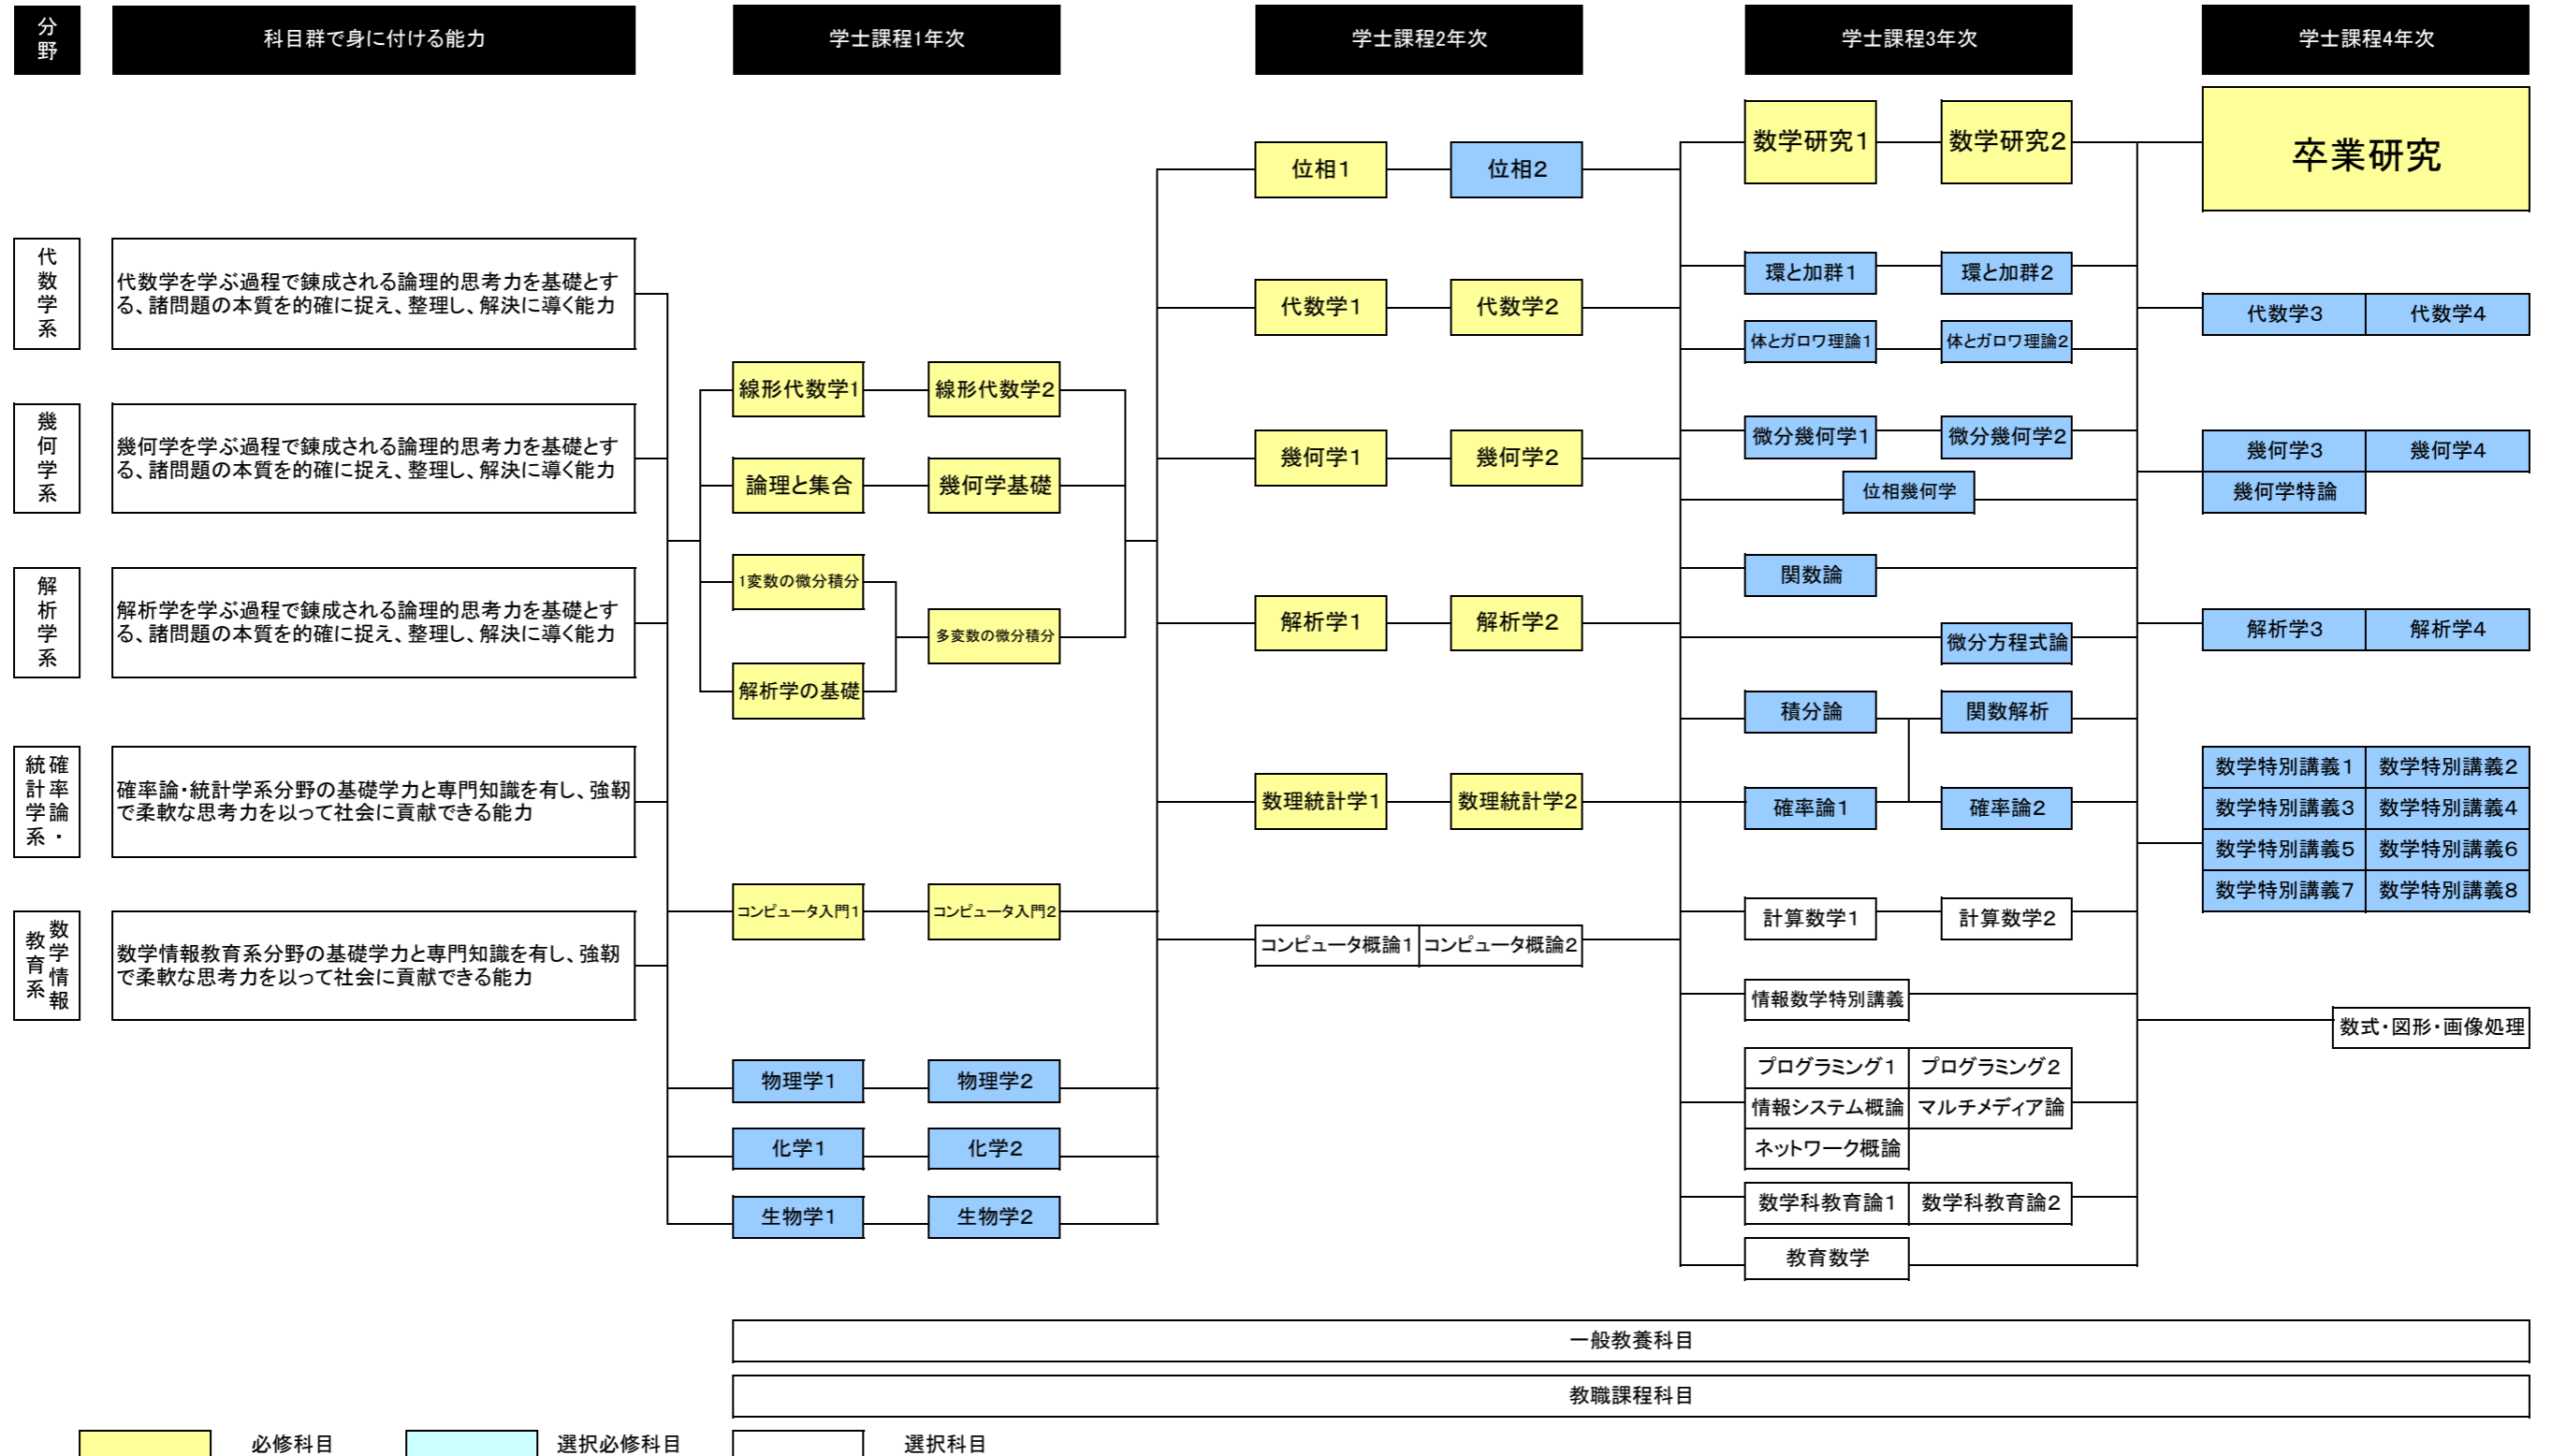 分野
科目群で身に付ける能力
学士課程1年次
学士課程2年次
学士課程3年次
学士課程4年次
数学研究1
数学研究2
卒業研究
位相1
位相2
代数学系
代数学を学ぶ過程で錬成される論理的思考力を基礎とす
る、諸問題の本質を的確に捉え、整理し、解決に導く能力
環と加群1
環と加群2
代数学1
代数学2
代数学3
代数学4
体とガロワ理論1
体とガロワ理論2
線形代数学1
線形代数学2
幾何学系
幾何学を学ぶ過程で錬成される論理的思考力を基礎とす
る、諸問題の本質を的確に捉え、整理し、解決に導く能力
微分幾何学1
微分幾何学2
幾何学1
幾何学2
幾何学3
幾何学4
論理と集合
幾何学基礎
位相幾何学
幾何学特論
1変数の微分積分
関数論
解析学系
解析学を学ぶ過程で錬成される論理的思考力を基礎とす
る、諸問題の本質を的確に捉え、整理し、解決に導く能力
多変数の微分積分
解析学1
解析学2
微分方程式論
解析学3
解析学4
解析学の基礎
積分論
関数解析
確率論・統計学系
確率論・統計学系分野の基礎学力と専門知識を有し、強靭
で柔軟な思考力を以って社会に貢献できる能力
数理統計学1
数理統計学2
確率論1
確率論2
数学特別講義1
数学特別講義2
数学特別講義3
数学特別講義4
数学特別講義5
数学特別講義6
数学特別講義7
数学特別講義8
コンピュータ入門1
コンピュータ入門2
計算数学1
計算数学2
数学情報教育系
数学情報教育系分野の基礎学力と専門知識を有し、強靭
で柔軟な思考力を以って社会に貢献できる能力
コンピュータ概論1
コンピュータ概論2
情報数学特別講義
数式・図形・画像処理
物理学1
物理学2
プログラミング1
プログラミング2
情報システム概論
マルチメディア論
ネットワーク概論
化学1
化学2
生物学1
生物学2
数学科教育論1
数学科教育論2
教育数学
一般教養科目
教職課程科目
必修科目
選択必修科目
選択科目